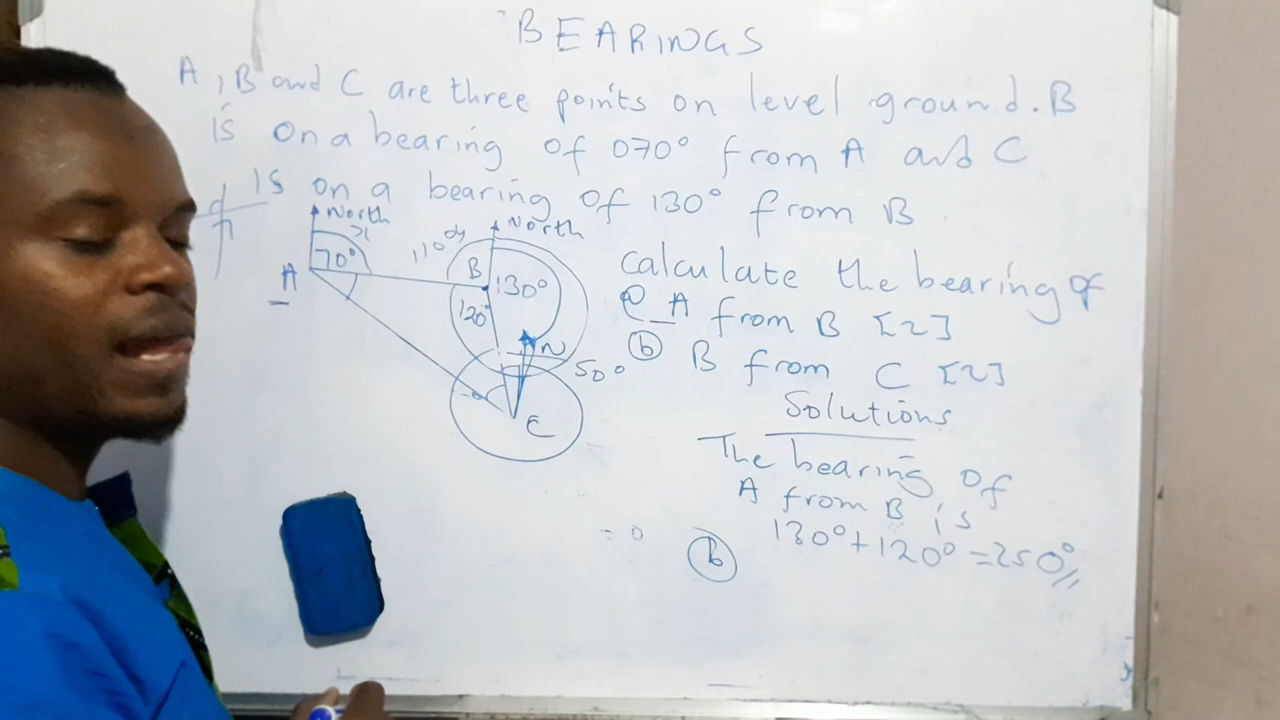 BEARINGS
A, B and C are three points on level ground. B
is on a bearing of 070° from A and C
is on a bearing of 130° from B.
North
North
70°
110°
A
B
130°
120°
N
50°
C
Calculate the bearing of
A from B [2]
(b) B from C [2]
Solutions
The bearing of
A from B is
130°+120°=250°
(b)
= 0